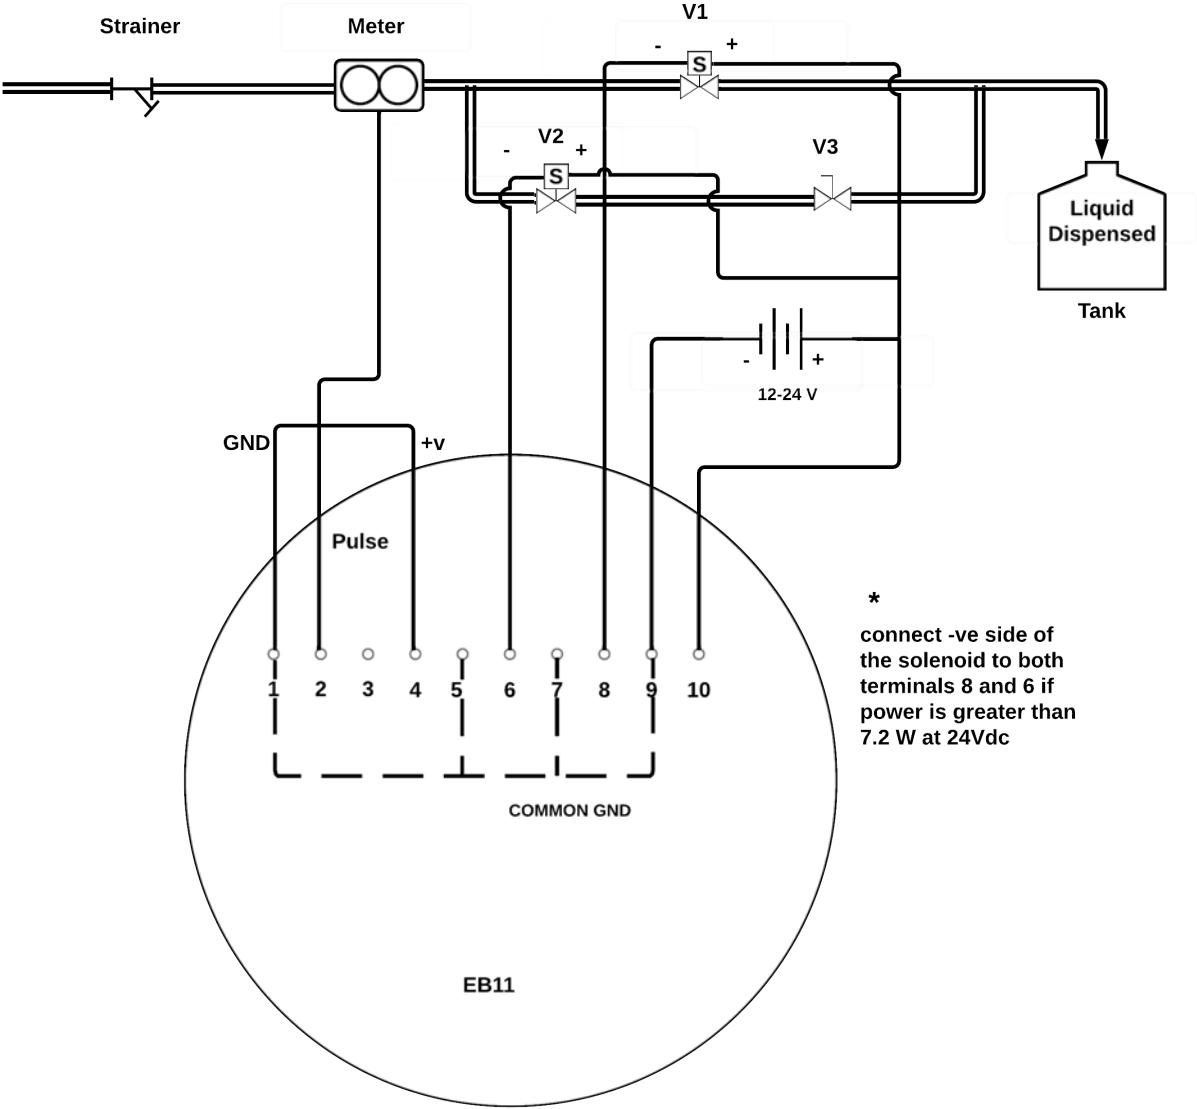 V1
Strainer
Meter
- +
S
V2
- +
V3
S
Liquid
Dispensed
Tank
- +
12-24 V
GND
+v
Pulse
*
connect -ve side of
the solenoid to both
terminals 8 and 6 if
power is greater than
7.2 W at 24Vdc
1 2 3 4 5 6 7 8 9 10
COMMON GND
EB11